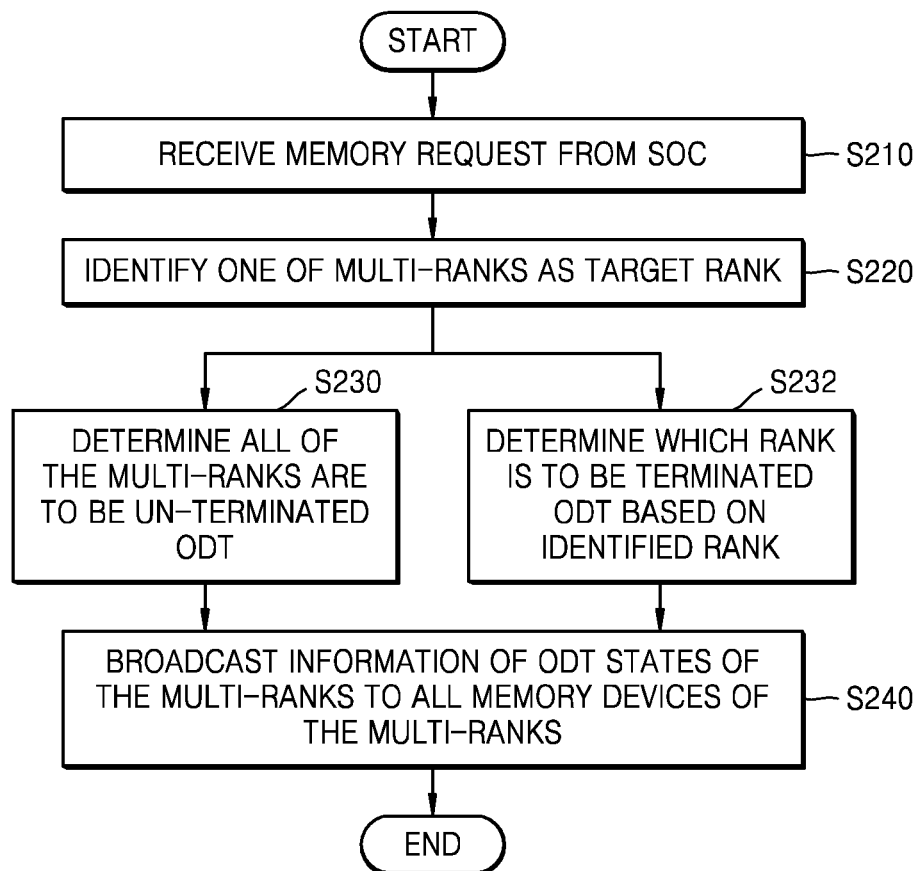 START
RECEIVE MEMORY REQUEST FROM SOC
S210
IDENTIFY ONE OF MULTI-RANKS AS TARGET RANK
S220
S230
DETERMINE ALL OF
THE MULTI-RANKS ARE
TO BE UN-TERMINATED
ODT
S232
DETERMINE WHICH RANK
IS TO BE TERMINATED
ODT BASED ON
IDENTIFIED RANK
BROADCAST INFORMATION OF ODT STATES OF
THE MULTI-RANKS TO ALL MEMORY DEVICES OF
THE MULTI-RANKS
S240
END